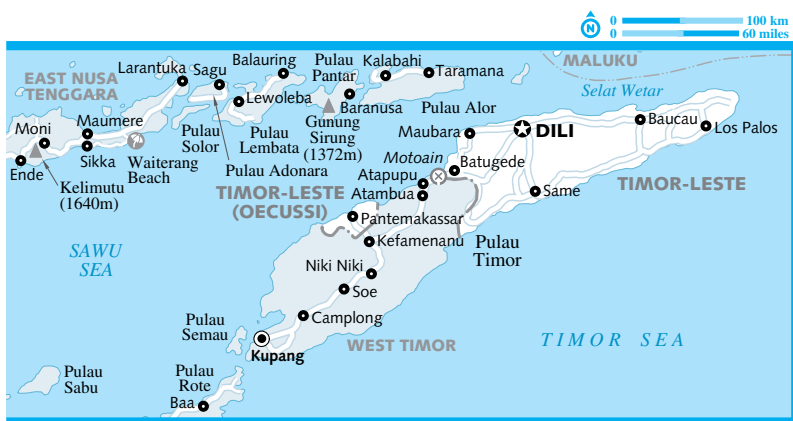 0 100 km
N
0 60 miles
MALUKU
Balauring
Pulau
Pantar
Kalabahi
Larantuka
Sagu
Taramana
EAST NUSA
TENGGARA
Selat Wetar
Lewoleba
Baranusa
Pulau Alor
Maumere
Moni
Pulau
Solor
Pulau
Lembata
Gunung
Sirung
(1372m)
Maubara
DILI
Baucau
Los Palos
Sikka
Waiterang
Beach
Pulau Adonara
Motoain
Batugede
Atapupu
Ende
Kelimutu
(1640m)
TIMOR-LESTE
(OECUSSI)
Atambua
Same
TIMOR-LESTE
Pantemakassar
Kefamenanu
Pulau
Timor
SAWU
SEA
Niki Niki
Soe
Pulau
Semau
Camplong
Kupang
WEST TIMOR
TIMOR SEA
Pulau
Sabu
Pulau
Rote
Baa